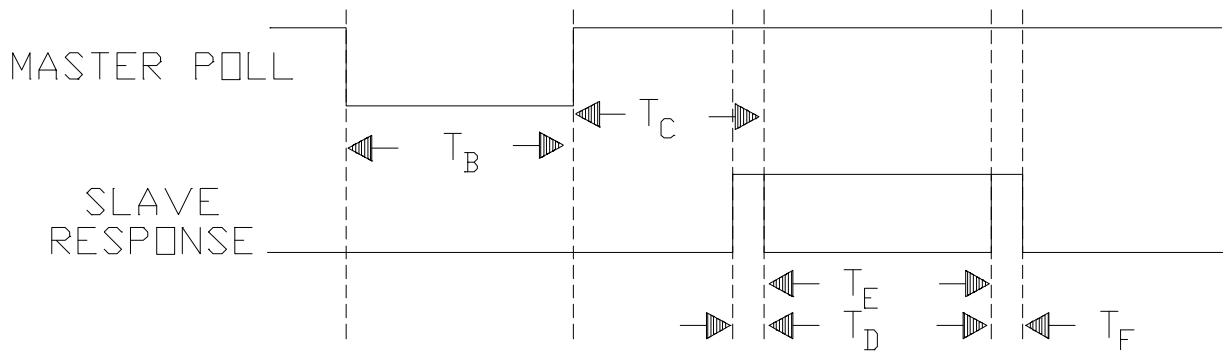 MASTER POLL
T_C
T_B
SLAVE
RESPONSE
T_E
T_D
T_F